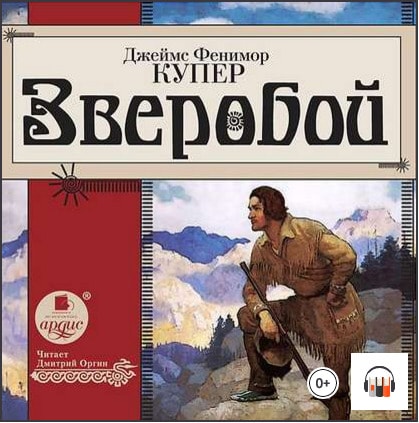 Джеймс Фенимор
КУПЕР
Зверобой
®
ардис
Читает
Дмитрий Оргин
0+